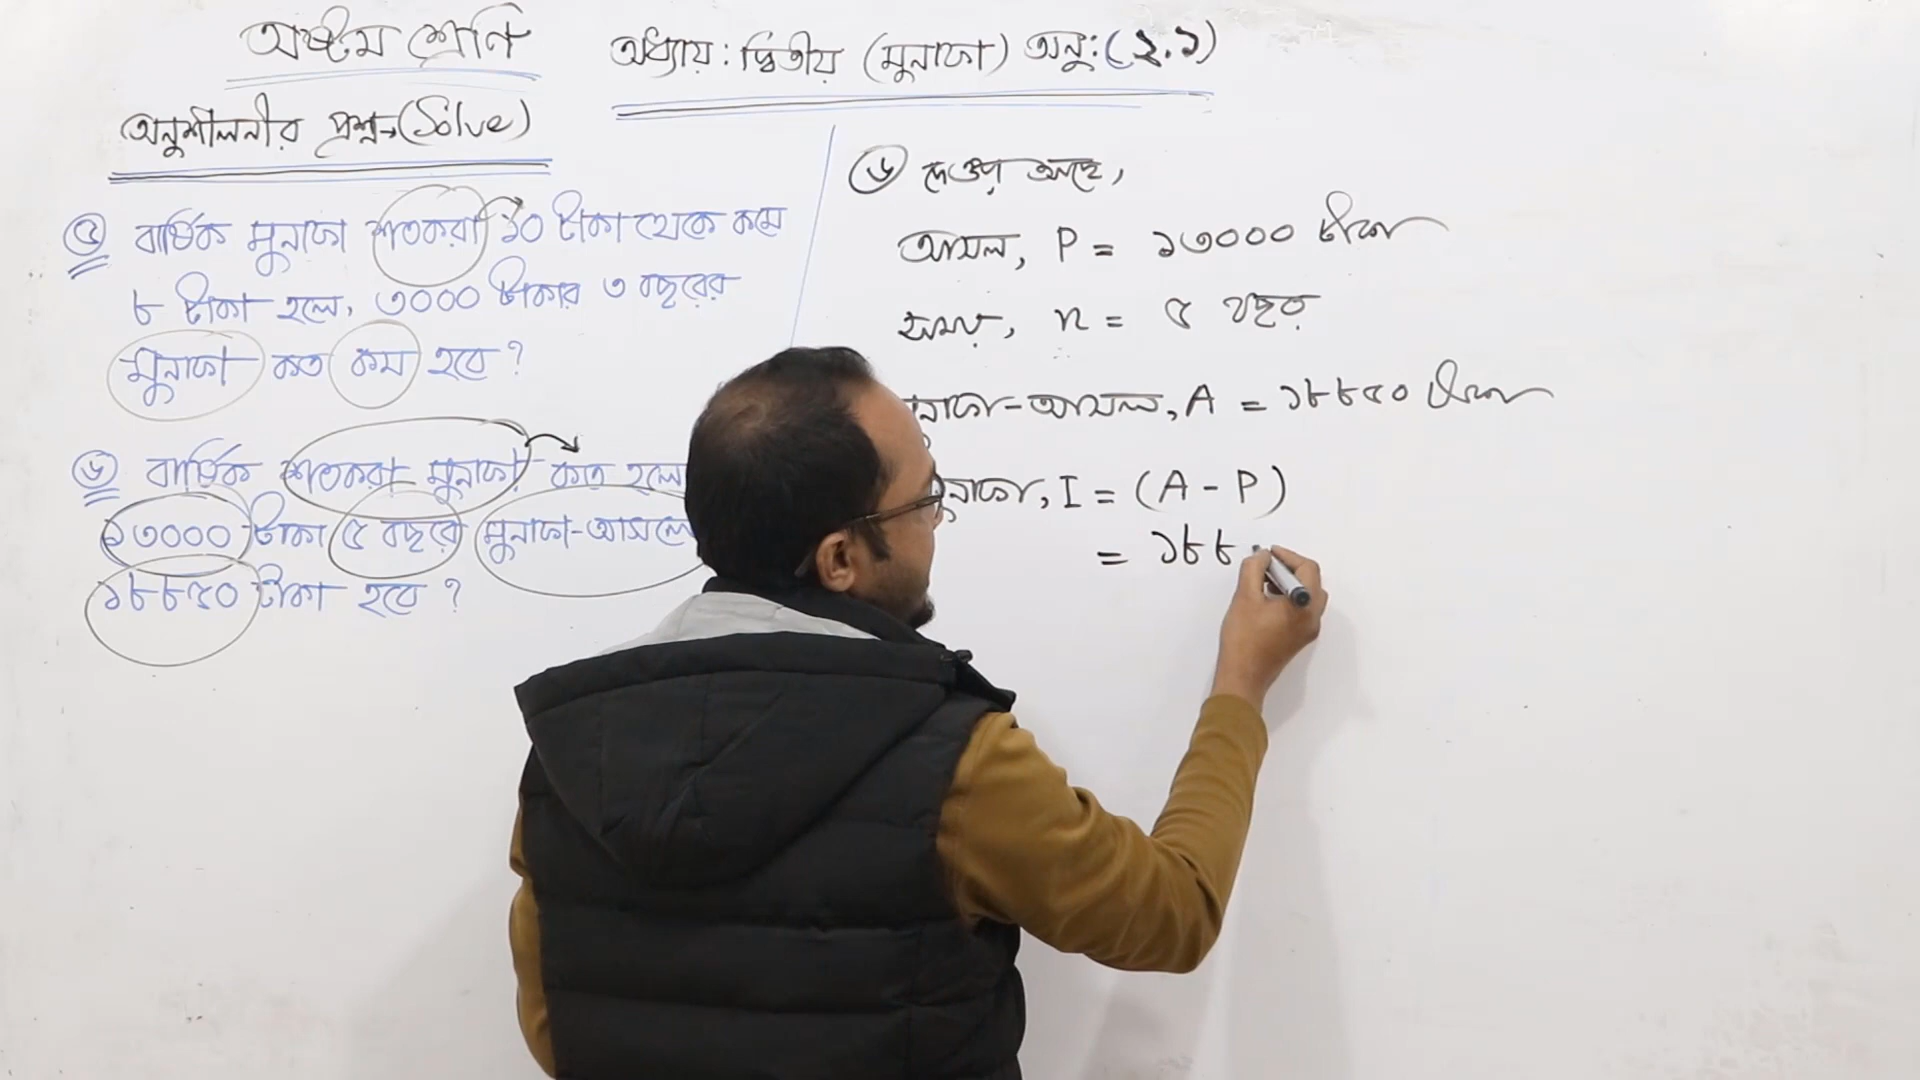 অষ্টম শ্রেণি
অধ্যায়: দ্বিতীয় (মুনাফা) অনু:(২.১)
অনুশীলনীর প্রশ্ন→(Solve)
৫ বার্ষিক মুনাফা শতকরা ১০ টাকা থেকে কমে
৮ টাকা হলে, ৩০০০ টাকার ৩ বছরের
মুনাফা কত কম হবে?
৬ বার্ষিক শতকরা মুনাফা কত হলে
১৩০০০ টাকা ৫ বছরে মুনাফা-আসলে
১৮৮৫০ টাকা হবে?
৬ দেওয়া আছে,
আসল, P = ১৩০০০ টাকা
সময়, n = ৫ বছর
মুনাফা-আসল, A = ১৮৮৫০ টাকা
মুনাফা, I = (A - P)
= ১৮৮